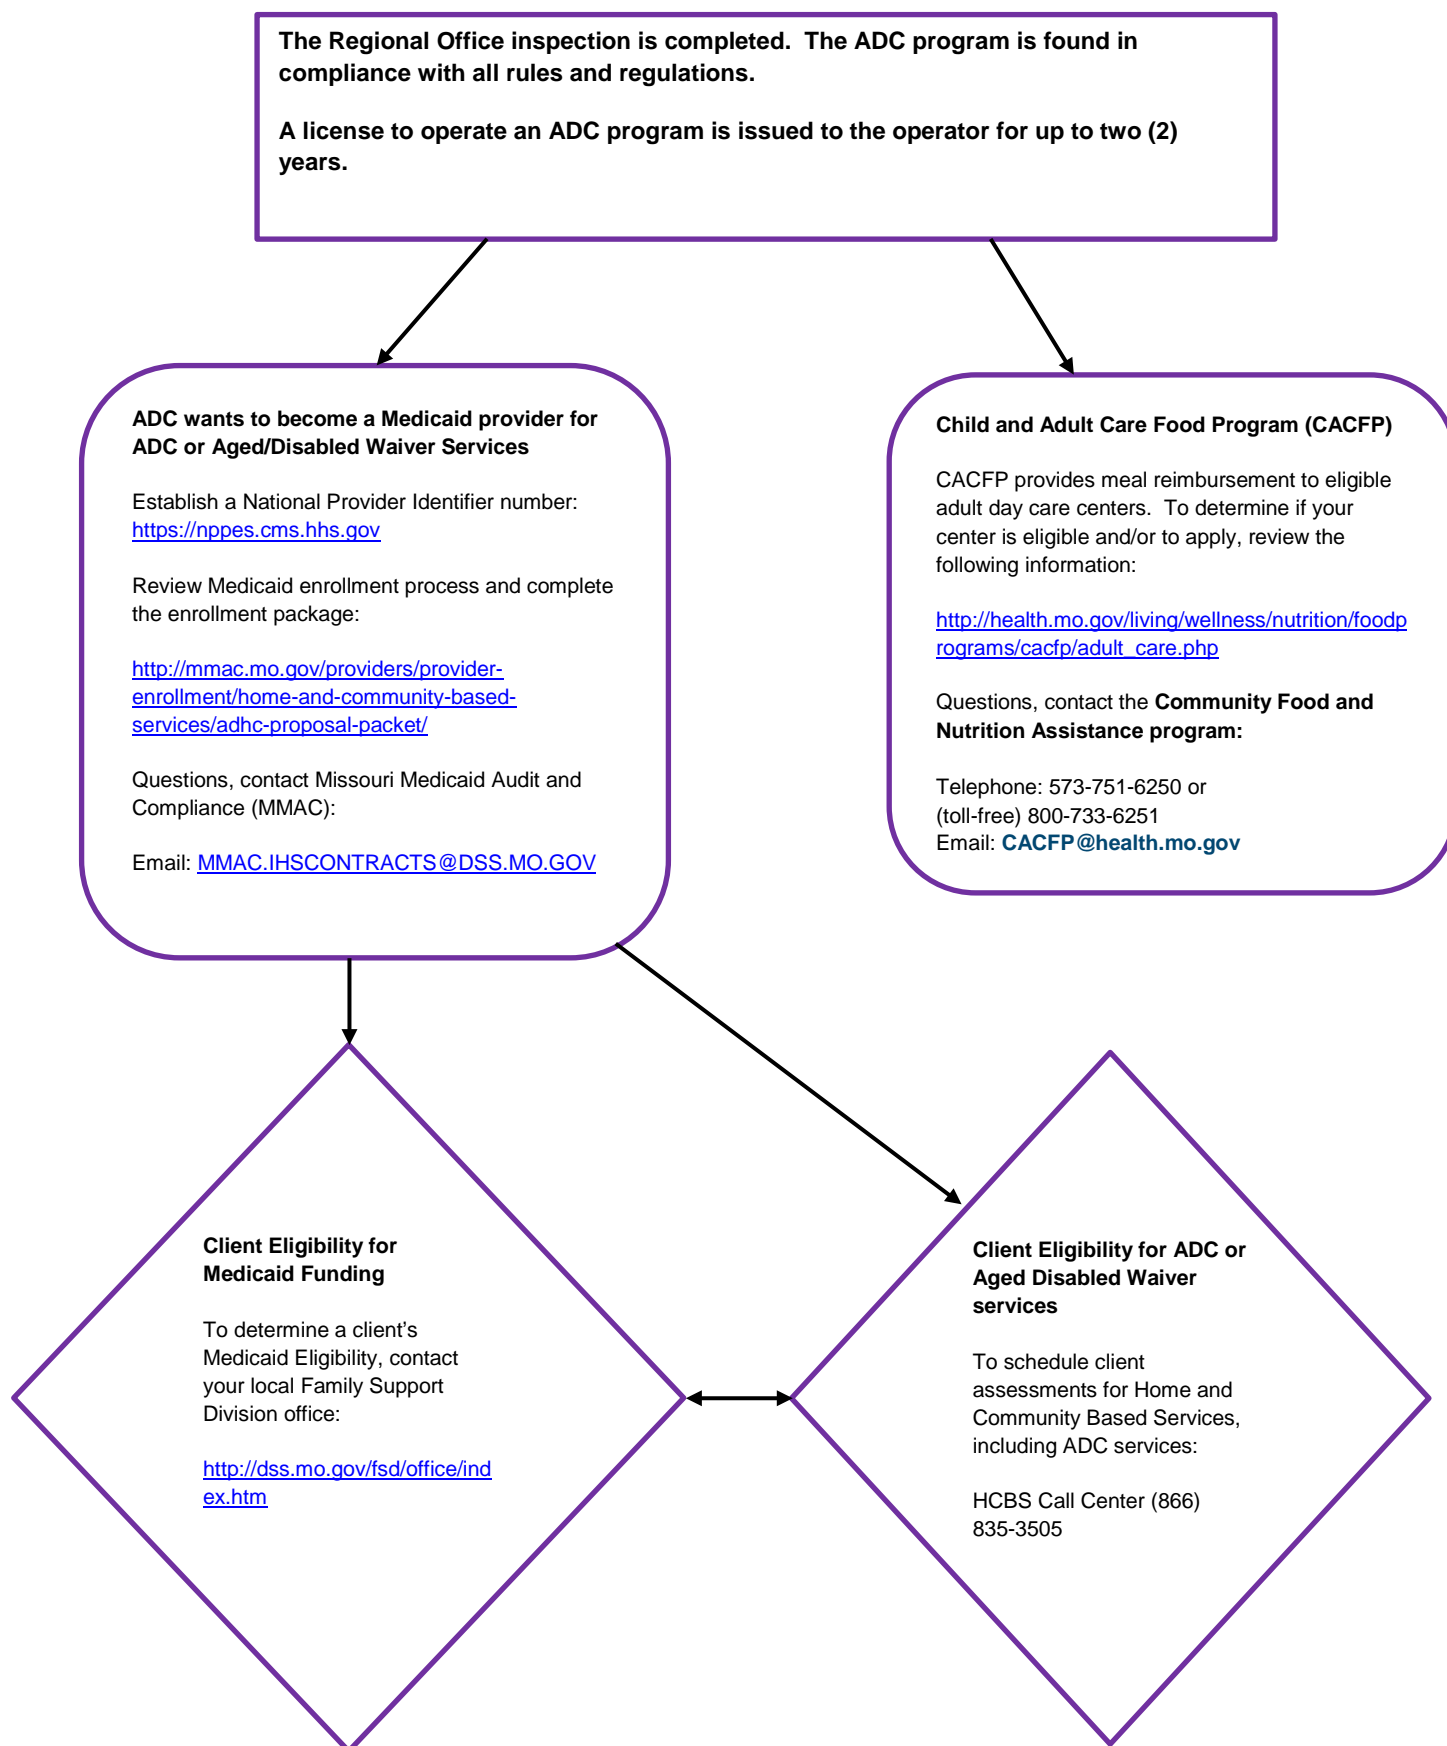 The Regional Office inspection is completed.  The ADC program is found in
compliance with all rules and regulations.
A license to operate an ADC program is issued to the operator for up to two (2)
years.
ADC wants to become a Medicaid provider for
ADC or Aged/Disabled Waiver Services
Establish a National Provider Identifier number:
https://nppes.cms.hhs.gov
Review Medicaid enrollment process and complete
the enrollment package:
http://mmac.mo.gov/providers/provider-
enrollment/home-and-community-based-
services/adhc-proposal-packet/
Questions, contact Missouri Medicaid Audit and
Compliance (MMAC):
Email: MMAC.IHSCONTRACTS@DSS.MO.GOV
Child and Adult Care Food Program (CACFP)
CACFP provides meal reimbursement to eligible
adult day care centers.  To determine if your
center is eligible and/or to apply, review the
following information:
http://health.mo.gov/living/wellness/nutrition/foodp
rograms/cacfp/adult_care.php
Questions, contact the Community Food and
Nutrition Assistance program:
Telephone: 573-751-6250 or
(toll-free) 800-733-6251
Email: CACFP@health.mo.gov
Client Eligibility for
Medicaid Funding
To determine a client's
Medicaid Eligibility, contact
your local Family Support
Division office:
http://dss.mo.gov/fsd/office/ind
ex.htm
Client Eligibility for ADC or
Aged Disabled Waiver
services
To schedule client
assessments for Home and
Community Based Services,
including ADC services:
HCBS Call Center (866)
835-3505